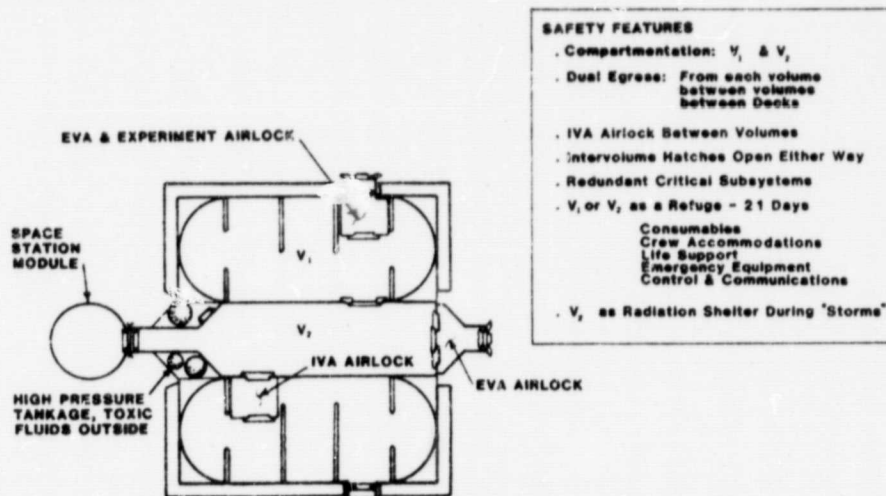 SAFETY FEATURES
. Compartmentation: V₁ & V₂
. Dual Egress: From each volume
between volumes
between Decks
. IVA Airlock Between Volumes
. Intervolume Hatches Open Either Way
. Redundant Critical Subsystems
. V₁ or V₂ as a Refuge - 21 Days
Consumables
Crew Accommodations
Life Support
Emergency Equipment
Control & Communications
. V₂ as Radiation Shelter During "Storms"
EVA & EXPERIMENT AIRLOCK
SPACE
STATION
MODULE
V₁
V₂
IVA AIRLOCK
EVA AIRLOCK
HIGH PRESSURE
TANKAGE, TOXIC
FLUIDS OUTSIDE